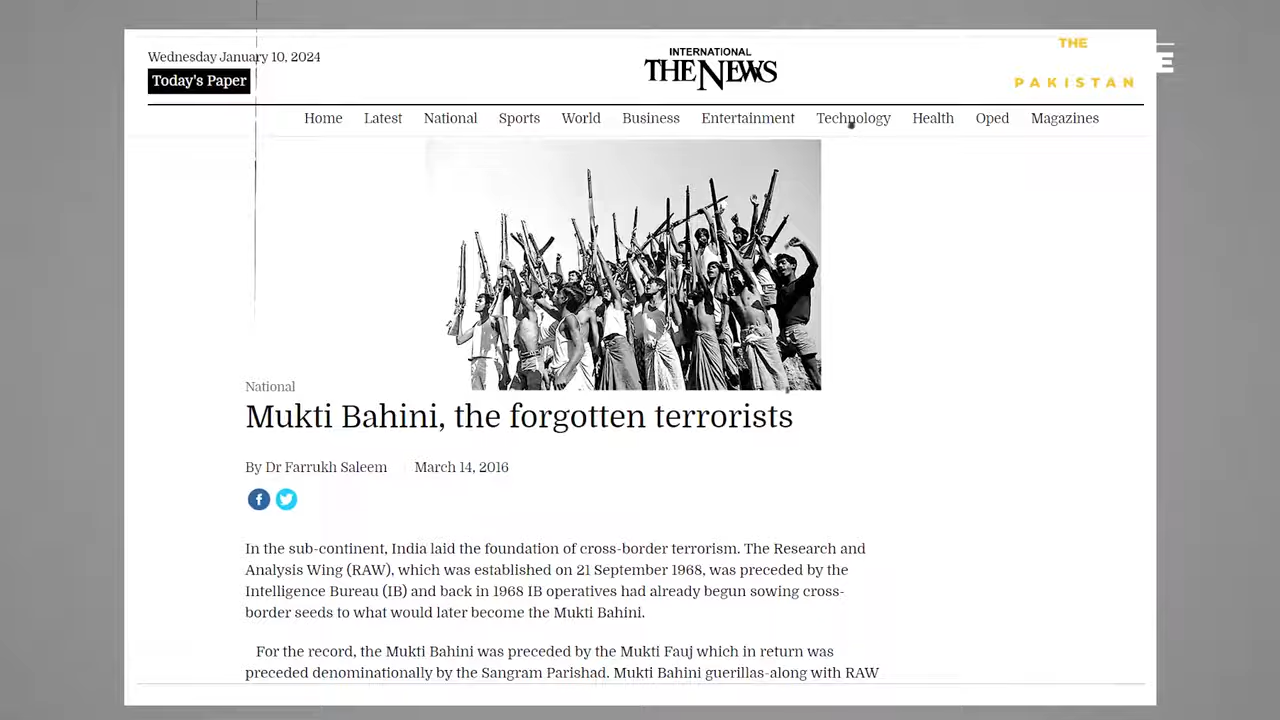 Wednesday January 10, 2024
Today's Paper
INTERNATIONAL
THE NEWS
THE
PAKISTAN
E
Home Latest National Sports World Business Entertainment Technology Health Oped Magazines
National
Mukti Bahini, the forgotten terrorists
By Dr Farrukh Saleem March 14, 2016
In the sub-continent, India laid the foundation of cross-border terrorism. The Research and
Analysis Wing (RAW), which was established on 21 September 1968, was preceded by the
Intelligence Bureau (IB) and back in 1968 IB operatives had already begun sowing cross-
border seeds to what would later become the Mukti Bahini.
For the record, the Mukti Bahini was preceded by the Mukti Fauj which in return was
preceded denominationally by the Sangram Parishad. Mukti Bahini guerillas-along with RAW